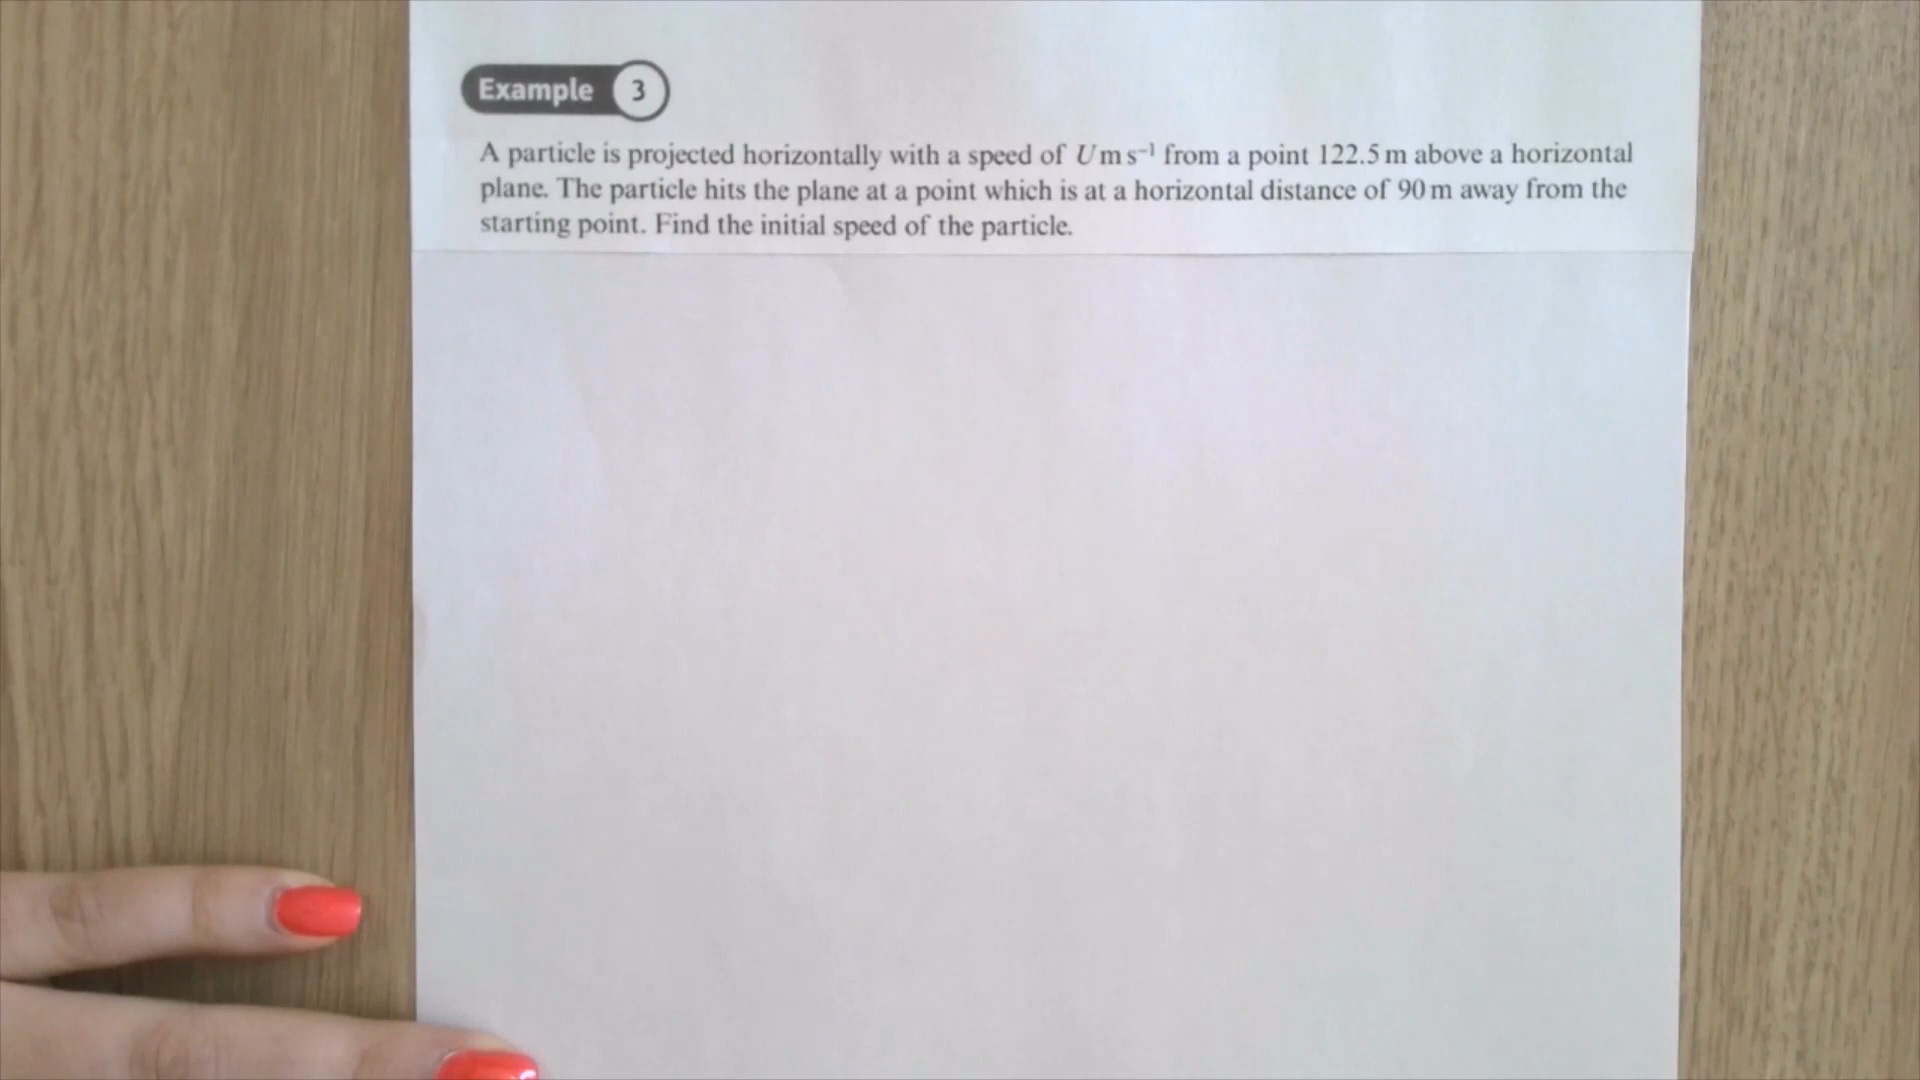 Example 3
A particle is projected horizontally with a speed of U m s⁻¹ from a point 122.5 m above a horizontal
plane. The particle hits the plane at a point which is at a horizontal distance of 90 m away from the
starting point. Find the initial speed of the particle.